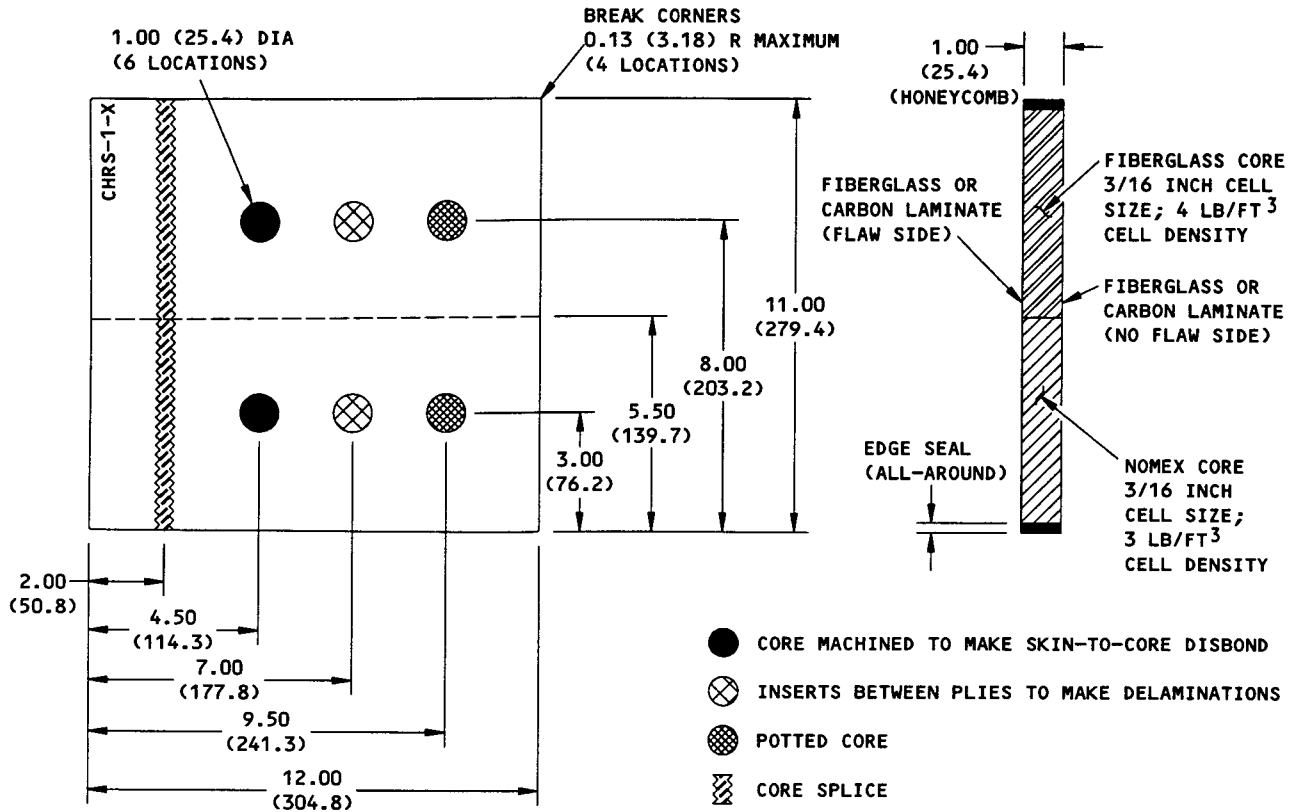 BREAK CORNERS
0.13 (3.18) R MAXIMUM
(4 LOCATIONS)
1.00 (25.4) DIA
(6 LOCATIONS)
1.00
(25.4)
(HONEYCOMB)
CHRS-1-X
FIBERGLASS OR
CARBON LAMINATE
(FLAW SIDE)
FIBERGLASS CORE
3/16 INCH CELL
SIZE; 4 LB/FT3
CELL DENSITY
FIBERGLASS OR
CARBON LAMINATE
(NO FLAW SIDE)
11.00
(279.4)
8.00
(203.2)
5.50
(139.7)
3.00
(76.2)
EDGE SEAL
(ALL-AROUND)
NOMEX CORE
3/16 INCH
CELL SIZE;
3 LB/FT3
CELL DENSITY
2.00
(50.8)
4.50
(114.3)
7.00
(177.8)
9.50
(241.3)
12.00
(304.8)
CORE MACHINED TO MAKE SKIN-TO-CORE DISBOND
INSERTS BETWEEN PLIES TO MAKE DELAMINATIONS
POTTED CORE
CORE SPLICE